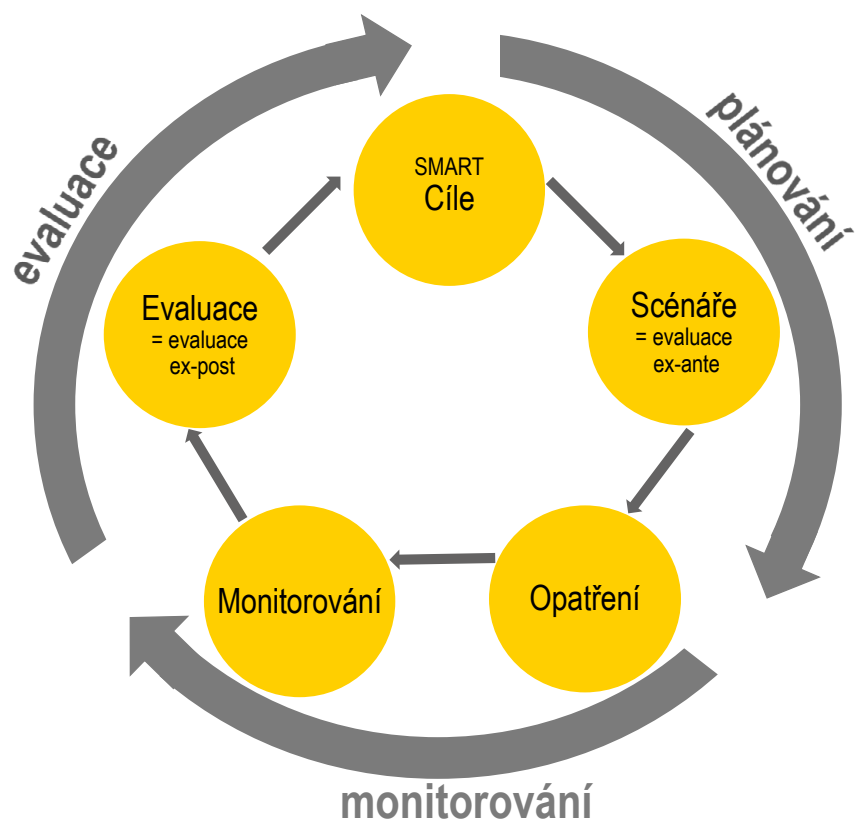 SMART
Cíle
plánování
Scénáře
= evaluace
ex-ante
Opatření
monitorování
Monitorování
Evaluace
= evaluace
ex-post
evaluace